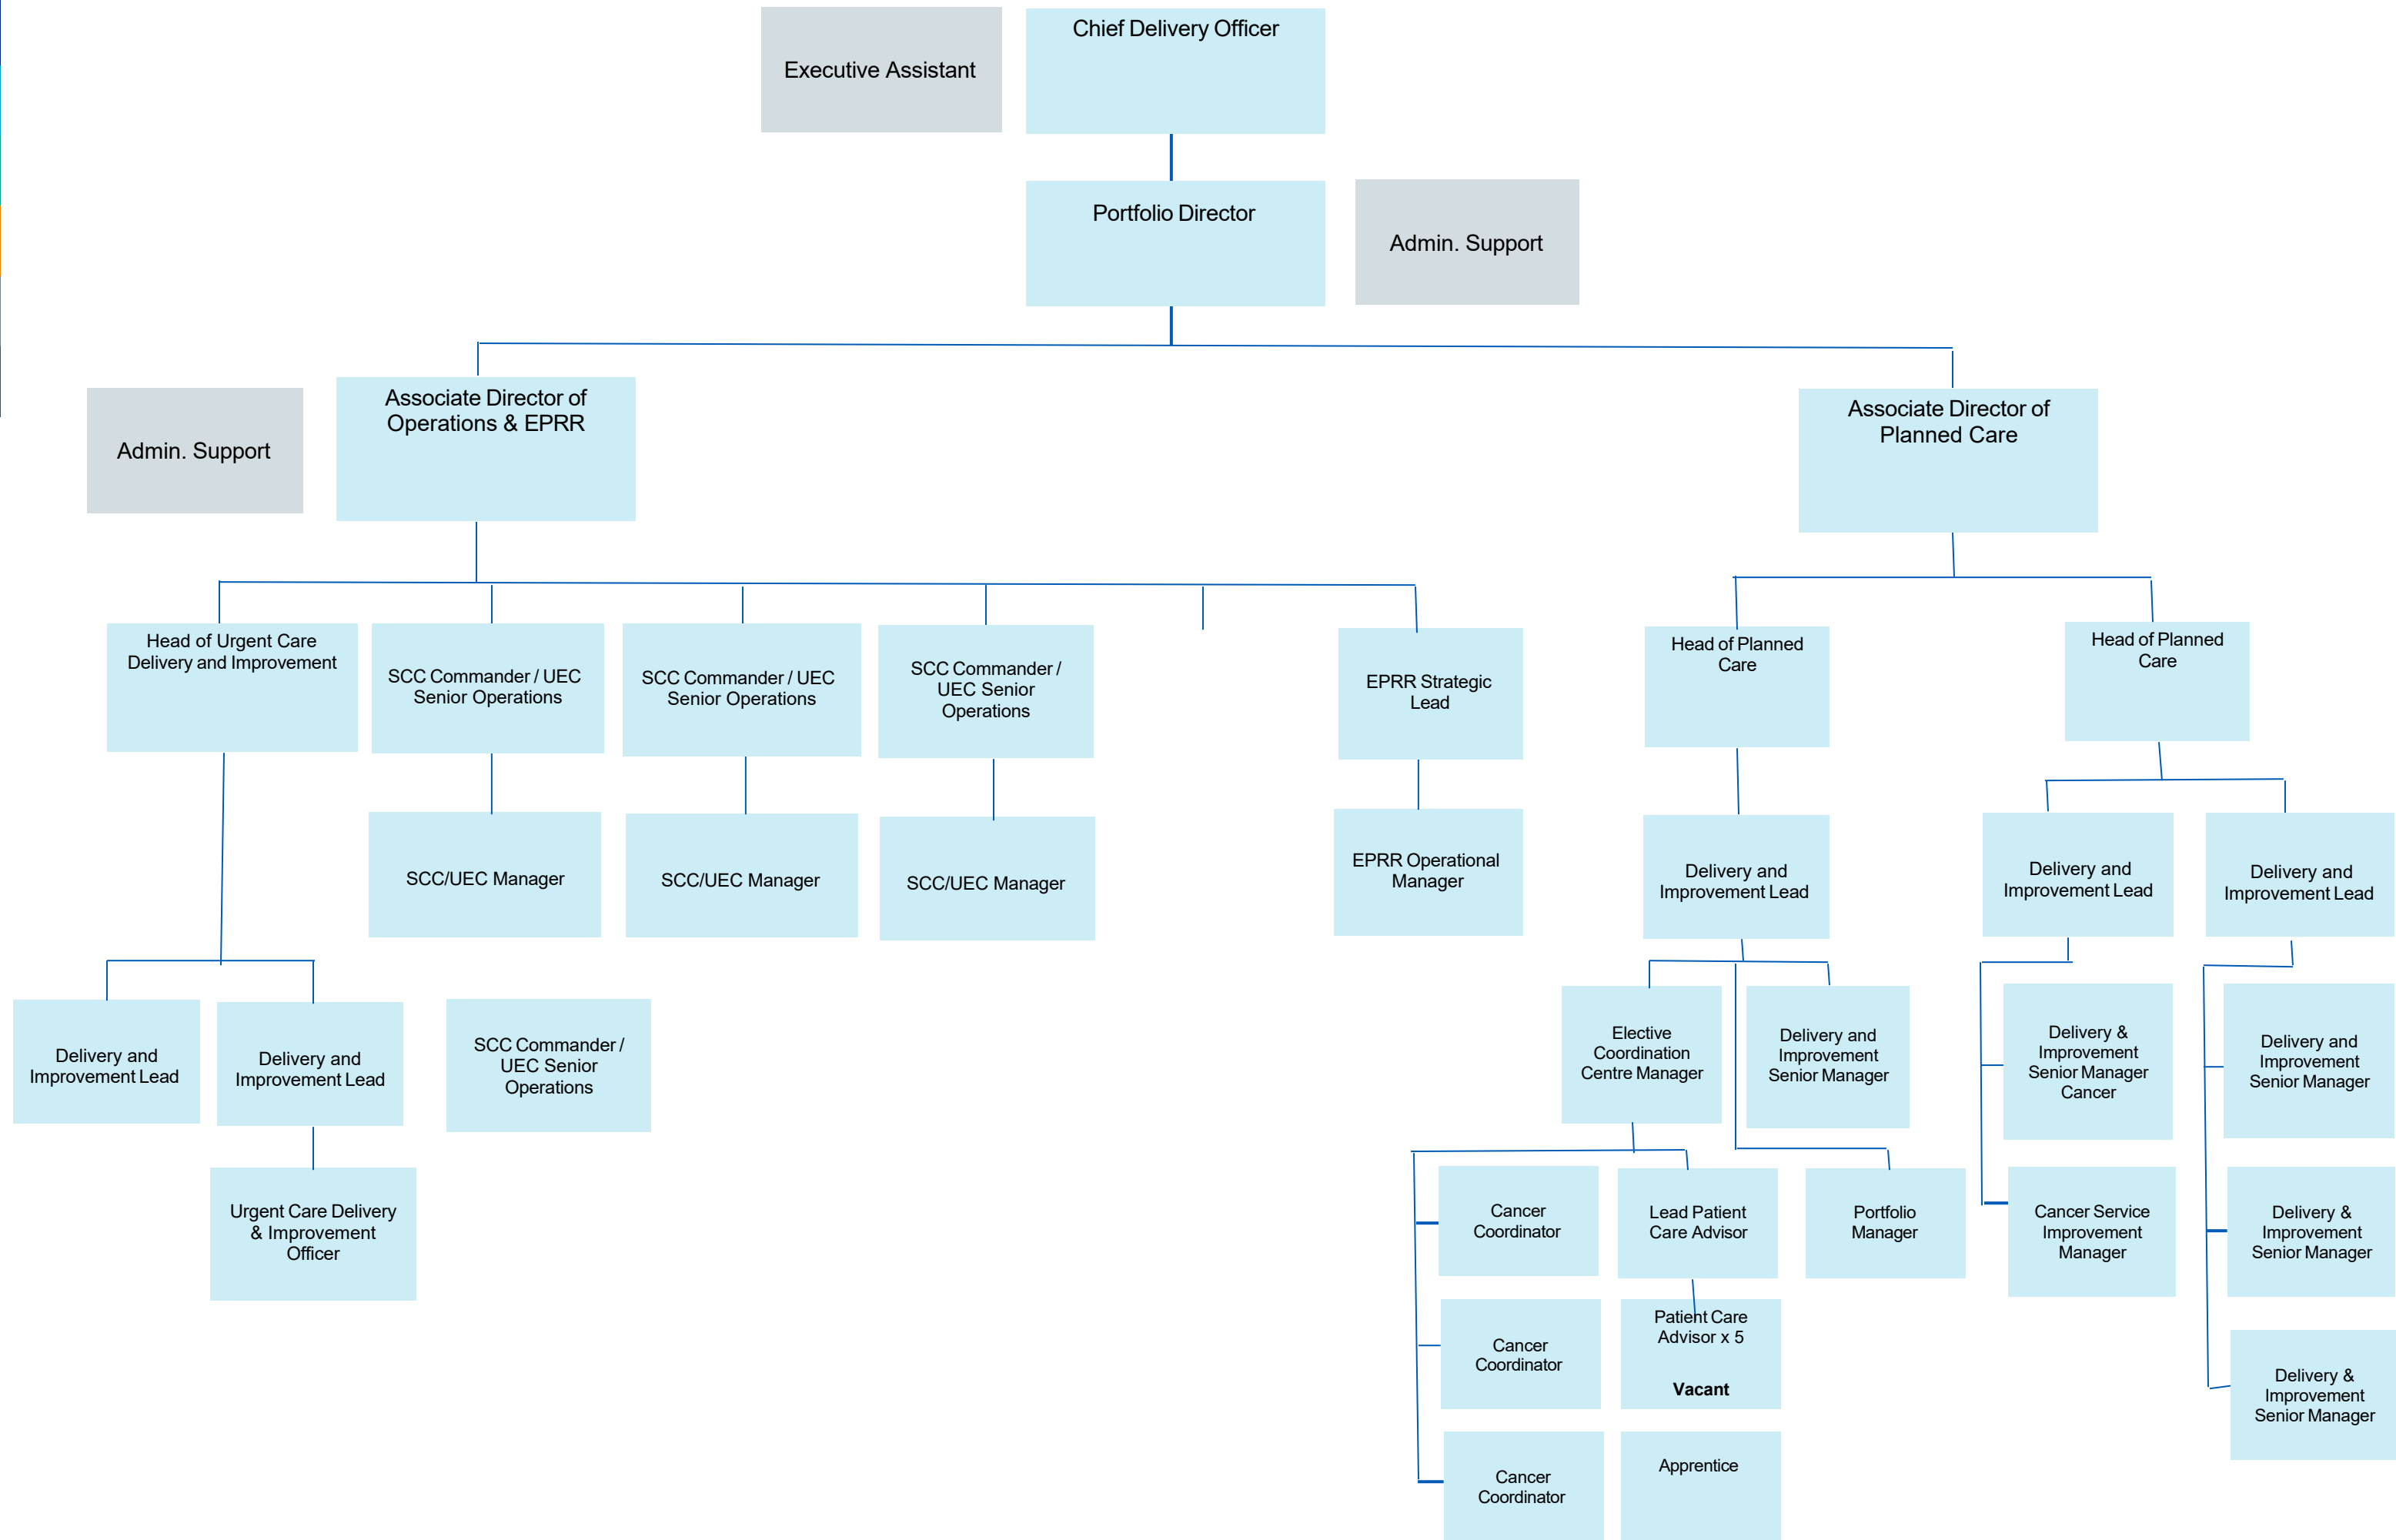 Chief Delivery Officer
Executive Assistant
Portfolio Director
Admin. Support
Associate Director of
Operations & EPRR
Admin. Support
Associate Director of
Planned Care
Head of Urgent Care
Delivery and Improvement
SCC Commander / UEC
Senior Operations
SCC Commander / UEC
Senior Operations
SCC Commander /
UEC Senior
Operations
EPRR Strategic
Lead
Head of Planned
Care
Head of Planned
Care
SCC/UEC Manager
SCC/UEC Manager
SCC/UEC Manager
EPRR Operational
Manager
Delivery and
Improvement Lead
Delivery and
Improvement Lead
Delivery and
Improvement Lead
Delivery and
Improvement Lead
Delivery and
Improvement Lead
SCC Commander /
UEC Senior
Operations
Elective
Coordination
Centre Manager
Delivery and
Improvement
Senior Manager
Delivery &
Improvement
Senior Manager
Cancer
Delivery and
Improvement
Senior Manager
Urgent Care Delivery
& Improvement
Officer
Cancer
Coordinator
Lead Patient
Care Advisor
Portfolio
Manager
Cancer Service
Improvement
Manager
Delivery &
Improvement
Senior Manager
Cancer
Coordinator
Patient Care
Advisor x 5
Vacant
Delivery &
Improvement
Senior Manager
Cancer
Coordinator
Apprentice